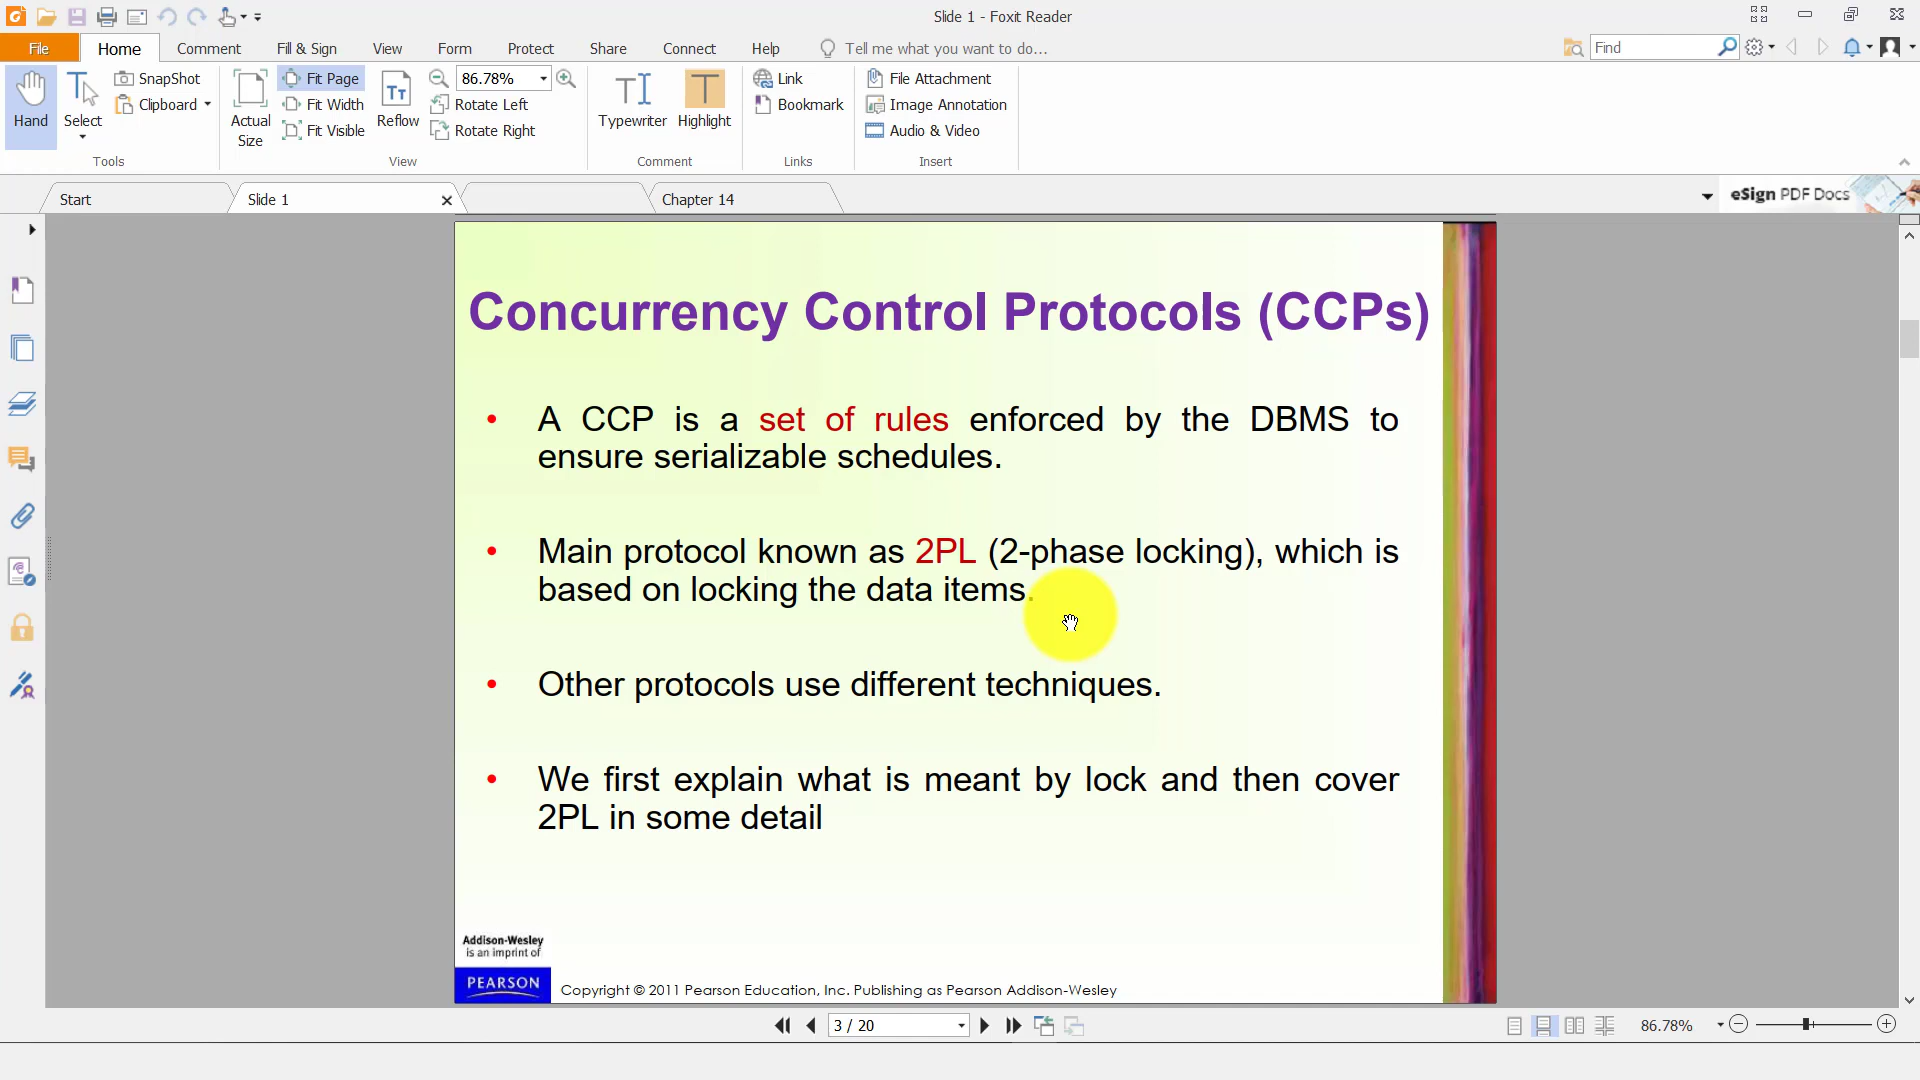 Slide 1 - Foxit Reader
File Home Comment Fill & Sign View Form Protect Share Connect Help Tell me what you want to do... Find
Hand
Select
SnapShot
Clipboard
Tools
Actual
Size
Fit Page
Fit Width
Fit Visible
Reflow
86.78%
Rotate Left
Rotate Right
View
Typewriter
Highlight
Comment
Link
Bookmark
Links
File Attachment
Image Annotation
Audio & Video
Insert
Start Slide 1 Chapter 14 eSign PDF Docs
Concurrency Control Protocols (CCPs)
• A CCP is a set of rules enforced by the DBMS to
ensure serializable schedules.
• Main protocol known as 2PL (2-phase locking), which is
based on locking the data items.
• Other protocols use different techniques.
• We first explain what is meant by lock and then cover
2PL in some detail
Addison-Wesley
is an imprint of
PEARSON
Copyright © 2011 Pearson Education, Inc. Publishing as Pearson Addison-Wesley
3 / 20 86.78%